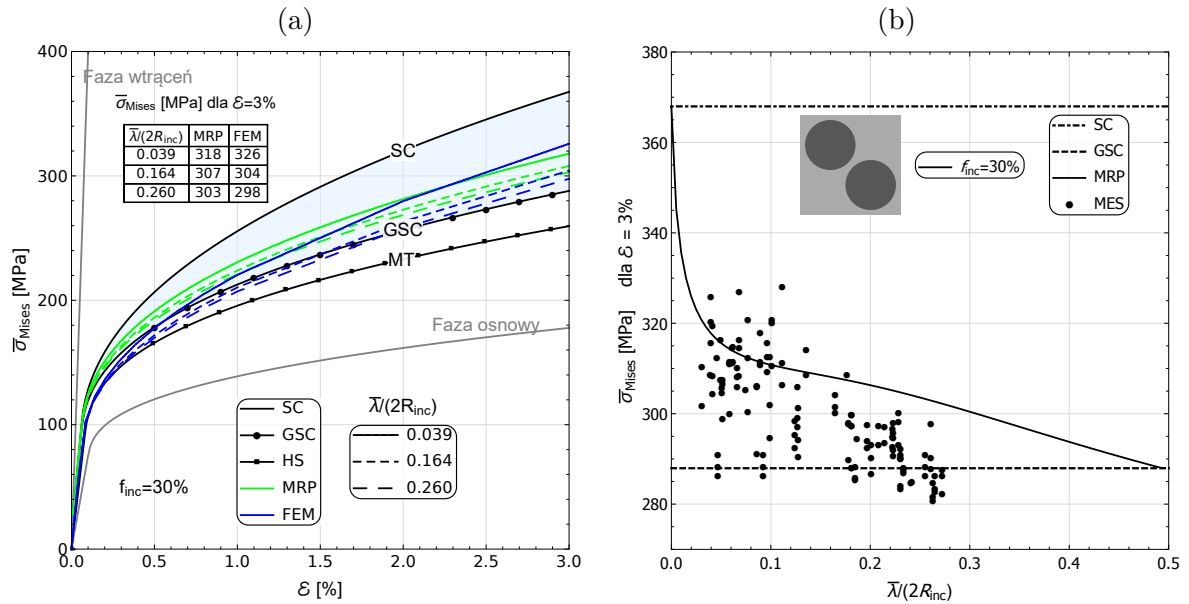 (a)
400
300
200
100
0
σ̅Mises [MPa]
Faza wtrąceń
σ̅Mises [MPa] dla ℰ=3%
λ̅/(2Rinc) MRP FEM
0.039 318 326
0.164 307 304
0.260 303 298
SC
GSC
MT
Faza osnowy
finc=30%
SC
GSC
HS
MRP
FEM
λ̅/(2Rinc)
0.039
0.164
0.260
0.0 0.5 1.0 1.5 2.0 2.5 3.0
ℰ [%]
(b)
380
360
340
320
300
280
σ̅Mises [MPa] dla ℰ = 3%
finc=30%
SC
GSC
MRP
MES
0.0 0.1 0.2 0.3 0.4 0.5
λ̅/(2Rinc)